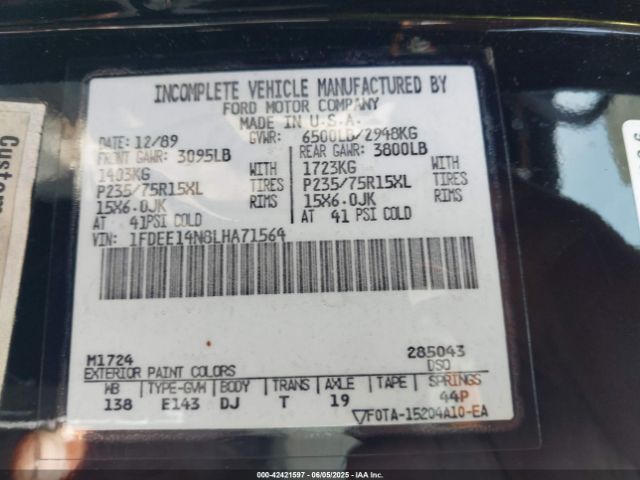 INCOMPLETE VEHICLE MANUFACTURED BY
FORD MOTOR COMPANY
MADE IN U.S.A.
DATE: 12/89 GVWR: 6500LB/2948KG
FRONT GAWR: 3095LB REAR GAWR: 3800LB
1403KG WITH 1723KG WITH
P235/75R15XL TIRES P235/75R15XL TIRES
15X6.0JK RIMS 15X6.0JK RIMS
AT 41PSI COLD AT 41 PSI COLD
VIN: 1FDEE14N8LHA71564
M1724 285043
EXTERIOR PAINT COLORS DSO
WB TYPE-GVW BODY TRANS AXLE TAPE SPRINGS
138 E143 DJ T 19 44P
▽F0TA-15204A10-EA
Custom
000-42421597 - 06/05/2025 - IAAI.COM